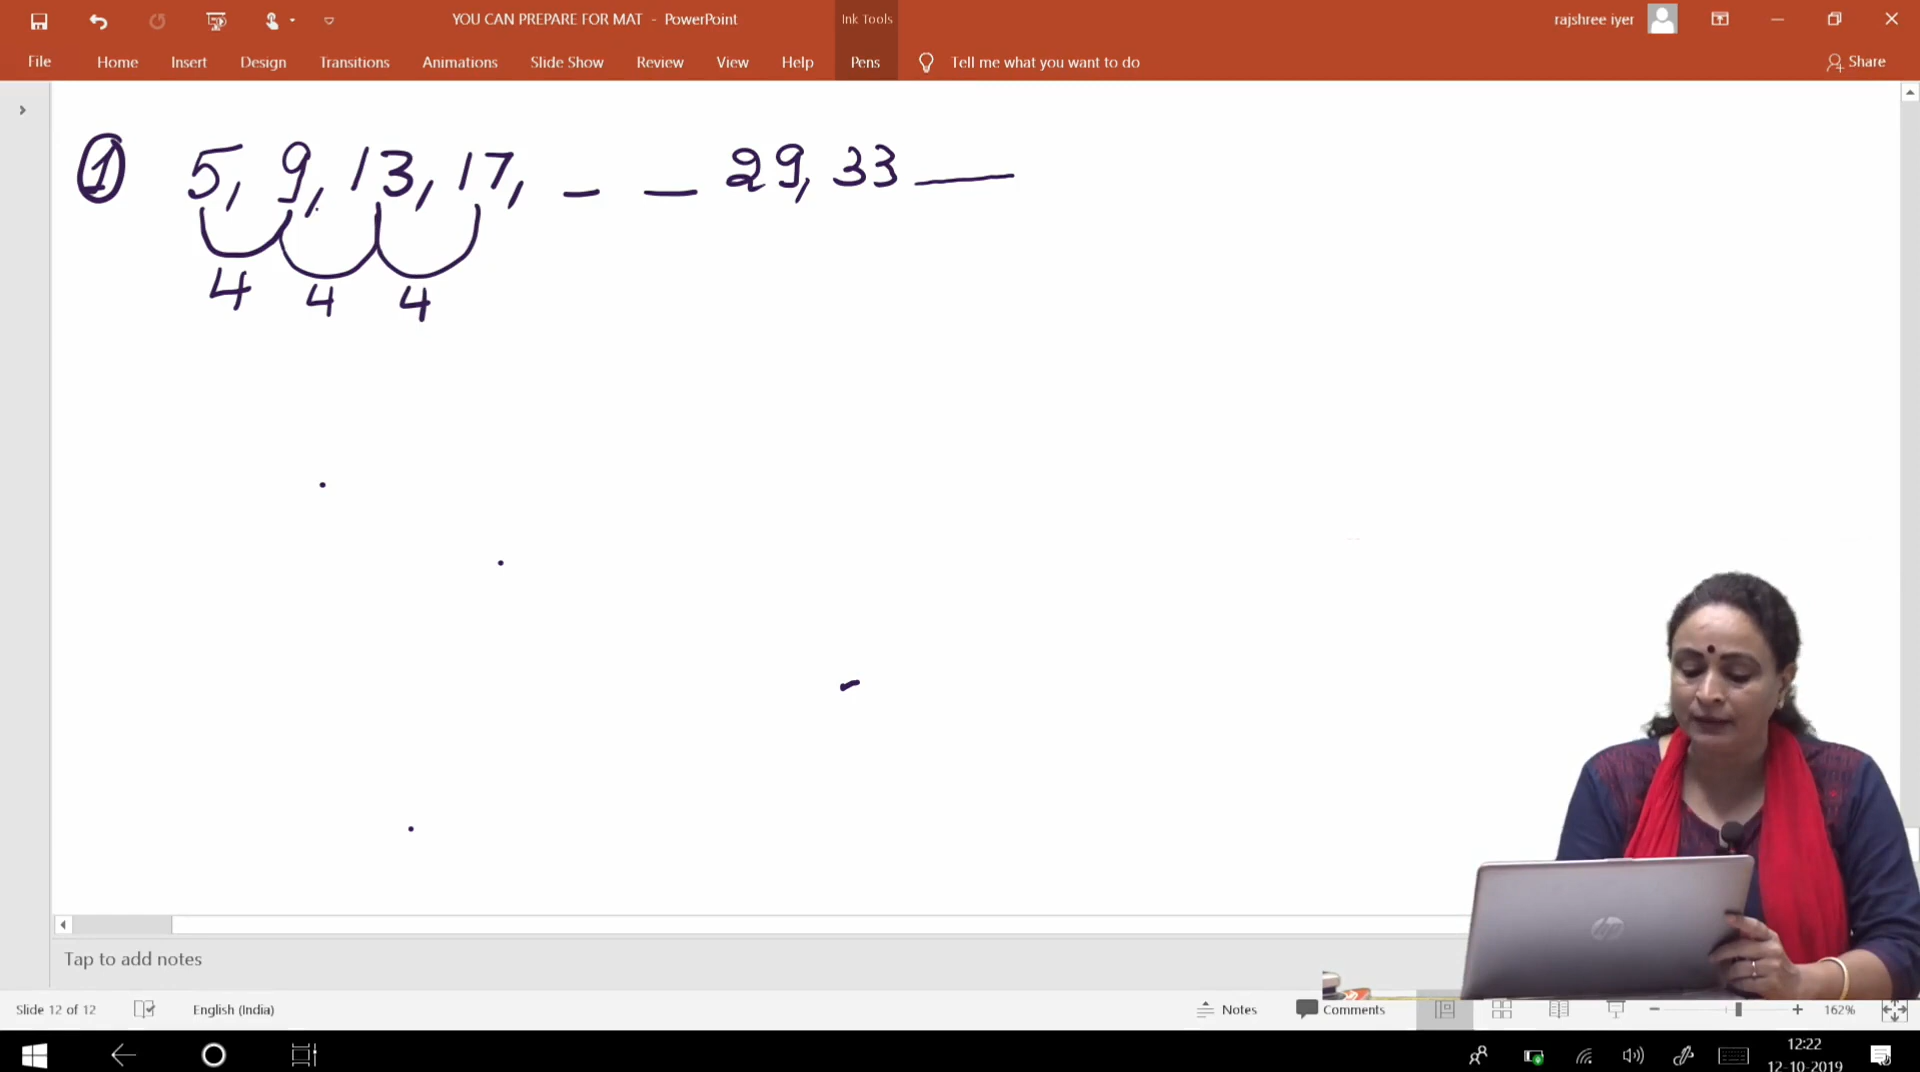 YOU CAN PREPARE FOR MAT - PowerPoint
Ink Tools
rajshree iyer
File Home Insert Design Transitions Animations Slide Show Review View Help Pens Tell me what you want to do Share
① 5, 9, 13, 17, _ _ 29, 33 __
4 4 4
Tap to add notes
Slide 12 of 12 English (India) Notes Comments 162%
hp
12:22
12-10-2019